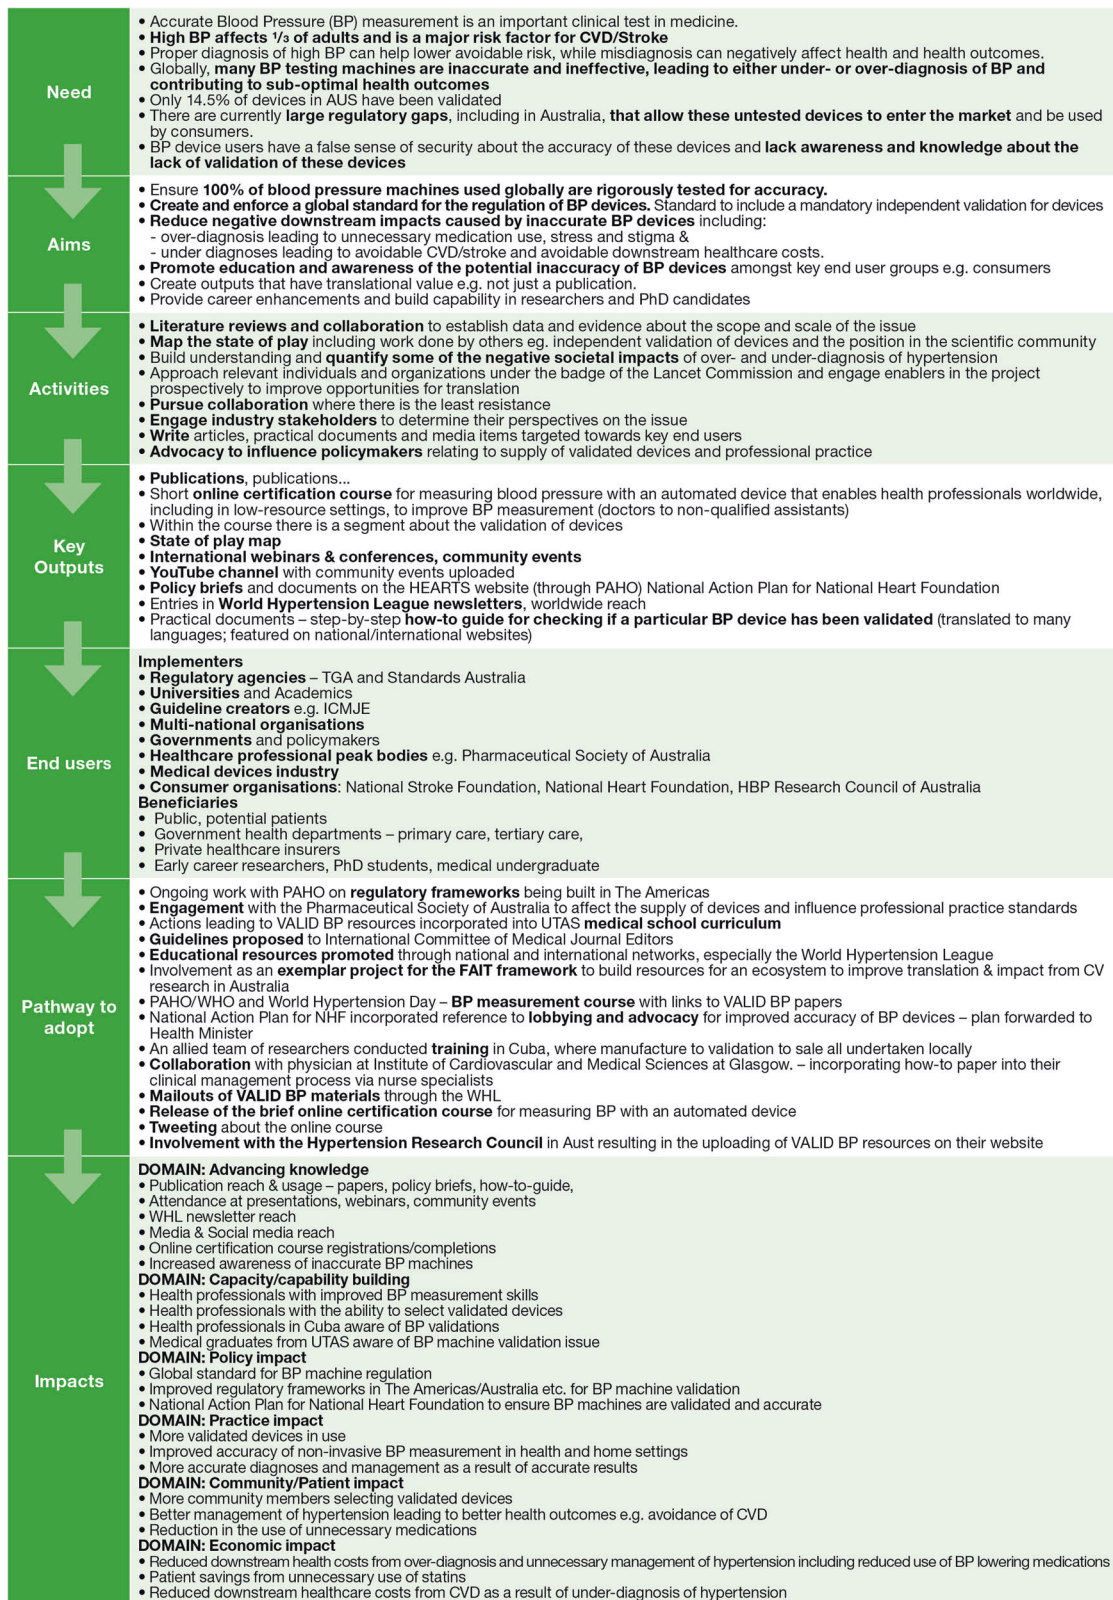 Need
• Accurate Blood Pressure (BP) measurement is an important clinical test in medicine.
• High BP affects 1/3 of adults and is a major risk factor for CVD/Stroke
• Proper diagnosis of high BP can help lower avoidable risk, while misdiagnosis can negatively affect health and health outcomes.
• Globally, many BP testing machines are inaccurate and ineffective, leading to either under- or over-diagnosis of BP and
contributing to sub-optimal health outcomes
• Only 14.5% of devices in AUS have been validated
• There are currently large regulatory gaps, including in Australia, that allow these untested devices to enter the market and be used
by consumers.
• BP device users have a false sense of security about the accuracy of these devices and lack awareness and knowledge about the
lack of validation of these devices
Aims
• Ensure 100% of blood pressure machines used globally are rigorously tested for accuracy.
• Create and enforce a global standard for the regulation of BP devices. Standard to include a mandatory independent validation for devices
• Reduce negative downstream impacts caused by inaccurate BP devices including:
- over-diagnosis leading to unnecessary medication use, stress and stigma &
- under diagnoses leading to avoidable CVD/stroke and avoidable downstream healthcare costs.
• Promote education and awareness of the potential inaccuracy of BP devices amongst key end user groups e.g. consumers
• Create outputs that have translational value e.g. not just a publication.
• Provide career enhancements and build capability in researchers and PhD candidates
Activities
• Literature reviews and collaboration to establish data and evidence about the scope and scale of the issue
• Map the state of play including work done by others eg. independent validation of devices and the position in the scientific community
• Build understanding and quantify some of the negative societal impacts of over- and under-diagnosis of hypertension
• Approach relevant individuals and organizations under the badge of the Lancet Commission and engage enablers in the project
prospectively to improve opportunities for translation
• Pursue collaboration where there is the least resistance
• Engage industry stakeholders to determine their perspectives on the issue
• Write articles, practical documents and media items targeted towards key end users
• Advocacy to influence policymakers relating to supply of validated devices and professional practice
Key
Outputs
• Publications, publications...
• Short online certification course for measuring blood pressure with an automated device that enables health professionals worldwide,
including in low-resource settings, to improve BP measurement (doctors to non-qualified assistants)
• Within the course there is a segment about the validation of devices
• State of play map
• International webinars & conferences, community events
• YouTube channel with community events uploaded
• Policy briefs and documents on the HEARTS website (through PAHO) National Action Plan for National Heart Foundation
• Entries in World Hypertension League newsletters, worldwide reach
• Practical documents – step-by-step how-to guide for checking if a particular BP device has been validated (translated to many
languages; featured on national/international websites)
End users
Implementers
• Regulatory agencies – TGA and Standards Australia
• Universities and Academics
• Guideline creators e.g. ICMJE
• Multi-national organisations
• Governments and policymakers
• Healthcare professional peak bodies e.g. Pharmaceutical Society of Australia
• Medical devices industry
• Consumer organisations: National Stroke Foundation, National Heart Foundation, HBP Research Council of Australia
Beneficiaries
• Public, potential patients
• Government health departments – primary care, tertiary care,
• Private healthcare insurers
• Early career researchers, PhD students, medical undergraduate
Pathway to
adopt
• Ongoing work with PAHO on regulatory frameworks being built in The Americas
• Engagement with the Pharmaceutical Society of Australia to affect the supply of devices and influence professional practice standards
• Actions leading to VALID BP resources incorporated into UTAS medical school curriculum
• Guidelines proposed to International Committee of Medical Journal Editors
• Educational resources promoted through national and international networks, especially the World Hypertension League
• Involvement as an exemplar project for the FAIT framework to build resources for an ecosystem to improve translation & impact from CV
research in Australia
• PAHO/WHO and World Hypertension Day – BP measurement course with links to VALID BP papers
• National Action Plan for NHF incorporated reference to lobbying and advocacy for improved accuracy of BP devices – plan forwarded to
Health Minister
• An allied team of researchers conducted training in Cuba, where manufacture to validation to sale all undertaken locally
• Collaboration with physician at Institute of Cardiovascular and Medical Sciences at Glasgow. – incorporating how-to paper into their
clinical management process via nurse specialists
• Mailouts of VALID BP materials through the WHL
• Release of the brief online certification course for measuring BP with an automated device
• Tweeting about the online course
• Involvement with the Hypertension Research Council in Aust resulting in the uploading of VALID BP resources on their website
Impacts
DOMAIN: Advancing knowledge
• Publication reach & usage – papers, policy briefs, how-to-guide,
• Attendance at presentations, webinars, community events
• WHL newsletter reach
• Media & Social media reach
• Online certification course registrations/completions
• Increased awareness of inaccurate BP machines
DOMAIN: Capacity/capability building
• Health professionals with improved BP measurement skills
• Health professionals with the ability to select validated devices
• Health professionals in Cuba aware of BP validations
• Medical graduates from UTAS aware of BP machine validation issue
DOMAIN: Policy impact
• Global standard for BP machine regulation
• Improved regulatory frameworks in The Americas/Australia etc. for BP machine validation
• National Action Plan for National Heart Foundation to ensure BP machines are validated and accurate
DOMAIN: Practice impact
• More validated devices in use
• Improved accuracy of non-invasive BP measurement in health and home settings
• More accurate diagnoses and management as a result of accurate results
DOMAIN: Community/Patient impact
• More community members selecting validated devices
• Better management of hypertension leading to better health outcomes e.g. avoidance of CVD
• Reduction in the use of unnecessary medications
DOMAIN: Economic impact
• Reduced downstream health costs from over-diagnosis and unnecessary management of hypertension including reduced use of BP lowering medications
• Patient savings from unnecessary use of statins
• Reduced downstream healthcare costs from CVD as a result of under-diagnosis of hypertension